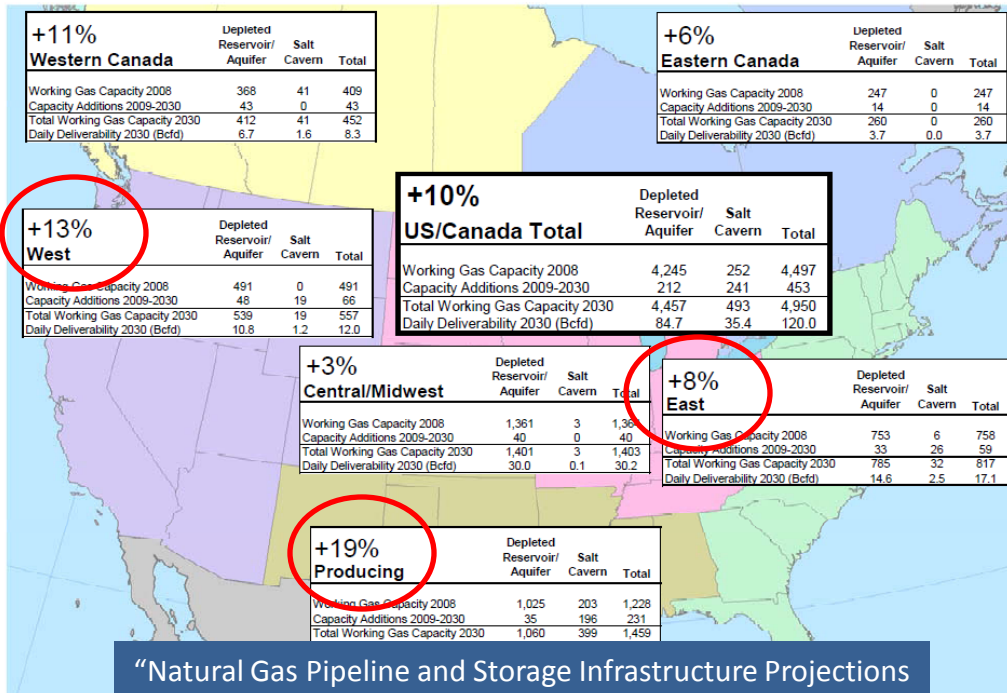 +11%
Western Canada
Depleted
Reservoir/ Salt
Aquifer Cavern Total
Working Gas Capacity 2008 368 41 409
Capacity Additions 2009-2030 43 0 43
Total Working Gas Capacity 2030 412 41 452
Daily Deliverability 2030 (Bcfd) 6.7 1.6 8.3
+6%
Eastern Canada
Depleted
Reservoir/ Salt
Aquifer Cavern Total
Working Gas Capacity 2008 247 0 247
Capacity Additions 2009-2030 14 0 14
Total Working Gas Capacity 2030 260 0 260
Daily Deliverability 2030 (Bcfd) 3.7 0.0 3.7
+13%
West
Depleted
Reservoir/ Salt
Aquifer Cavern Total
Working Gas Capacity 2008 491 0 491
Capacity Additions 2009-2030 48 19 66
Total Working Gas Capacity 2030 539 19 557
Daily Deliverability 2030 (Bcfd) 10.8 1.2 12.0
+10%
US/Canada Total
Depleted
Reservoir/ Salt
Aquifer Cavern Total
Working Gas Capacity 2008 4,245 252 4,497
Capacity Additions 2009-2030 212 241 453
Total Working Gas Capacity 2030 4,457 493 4,950
Daily Deliverability 2030 (Bcfd) 84.7 35.4 120.0
+3%
Central/Midwest
Depleted
Reservoir/ Salt
Aquifer Cavern Total
Working Gas Capacity 2008 1,361 3
Capacity Additions 2009-2030 40 0 40
Total Working Gas Capacity 2030 1,401 3 1,403
Daily Deliverability 2030 (Bcfd) 30.0 0.1 30.2
+8%
East
Depleted
Reservoir/ Salt
Aquifer Cavern Total
Working Gas Capacity 2008 753 6 758
Capacity Additions 2009-2030 33 26 59
Total Working Gas Capacity 2030 785 32 817
Daily Deliverability 2030 (Bcfd) 14.6 2.5 17.1
+19%
Producing
Depleted
Reservoir/ Salt
Aquifer Cavern Total
Working Gas Capacity 2008 1,025 203 1,228
Capacity Additions 2009-2030 35 196 231
Total Working Gas Capacity 2030 1,060 399 1,459
“Natural Gas Pipeline and Storage Infrastructure Projections